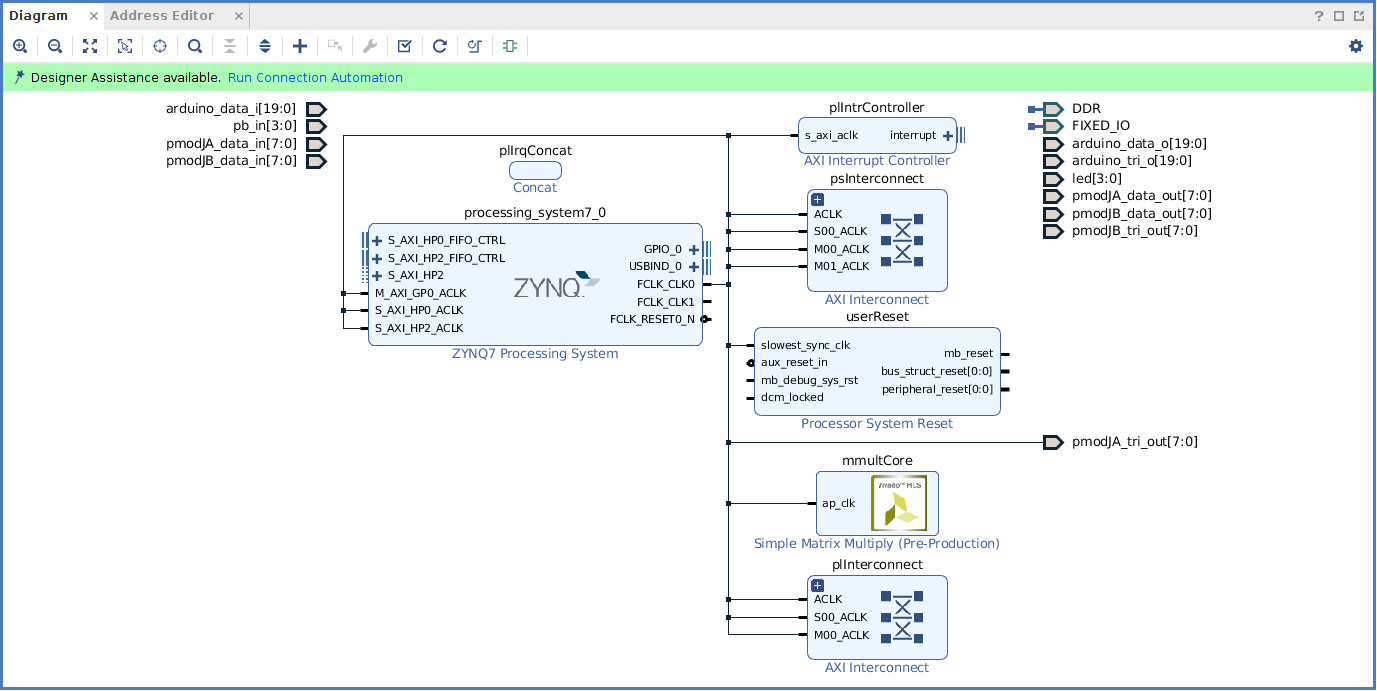 Diagram × Address Editor × ?
Designer Assistance available. Run Connection Automation
arduino_data_i[19:0]
pb_in[3:0]
pmodJA_data_in[7:0]
pmodJB_data_in[7:0]
plIrqConcat
Concat
processing_system7_0
S_AXI_HP0_FIFO_CTRL
S_AXI_HP2_FIFO_CTRL
S_AXI_HP2
M_AXI_GP0_ACLK
S_AXI_HP0_ACLK
S_AXI_HP2_ACLK
ZYNQ
GPIO_0
USBIND_0
FCLK_CLK0
FCLK_CLK1
FCLK_RESET0_N
ZYNQ7 Processing System
plIntrController
s_axi_aclk interrupt
AXI Interrupt Controller
psInterconnect
ACLK
S00_ACLK
M00_ACLK
M01_ACLK
AXI Interconnect
userReset
slowest_sync_clk
aux_reset_in
mb_debug_sys_rst
dcm_locked
mb_reset
bus_struct_reset[0:0]
peripheral_reset[0:0]
Processor System Reset
mmultCore
ap_clk
Vivado™ HLS
Simple Matrix Multiply (Pre-Production)
plInterconnect
ACLK
S00_ACLK
M00_ACLK
AXI Interconnect
DDR
FIXED_IO
arduino_data_o[19:0]
arduino_tri_o[19:0]
led[3:0]
pmodJA_data_out[7:0]
pmodJB_data_out[7:0]
pmodJB_tri_out[7:0]
pmodJA_tri_out[7:0]